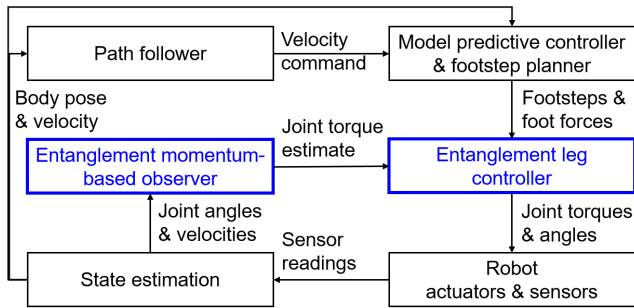 Path follower
Velocity
command
Model predictive controller
& footstep planner
Body pose
& velocity
Footsteps &
foot forces
Entanglement momentum-
based observer
Joint torque
estimate
Entanglement leg
controller
Joint angles
& velocities
Joint torques
& angles
State estimation
Sensor
readings
Robot
actuators & sensors